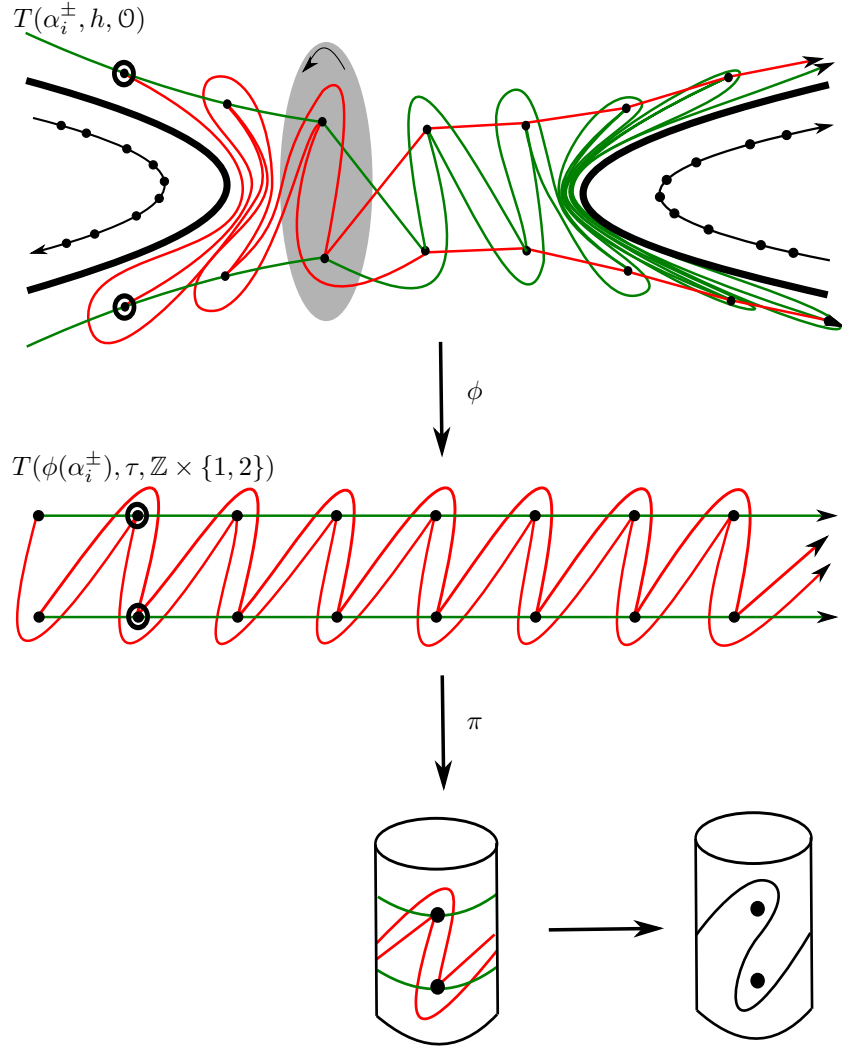 T(α_i^±, h, 𝒪)
ϕ
T(ϕ(α_i^±), τ, ℤ × {1, 2})
π